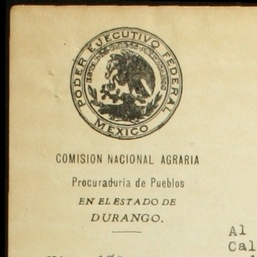 PODER EJECUTIVO FEDERAL
MEXICO
COMISION NACIONAL AGRARIA
Procuraduría de Pueblos
EN EL ESTADO DE
DURANGO.
Al
Cal